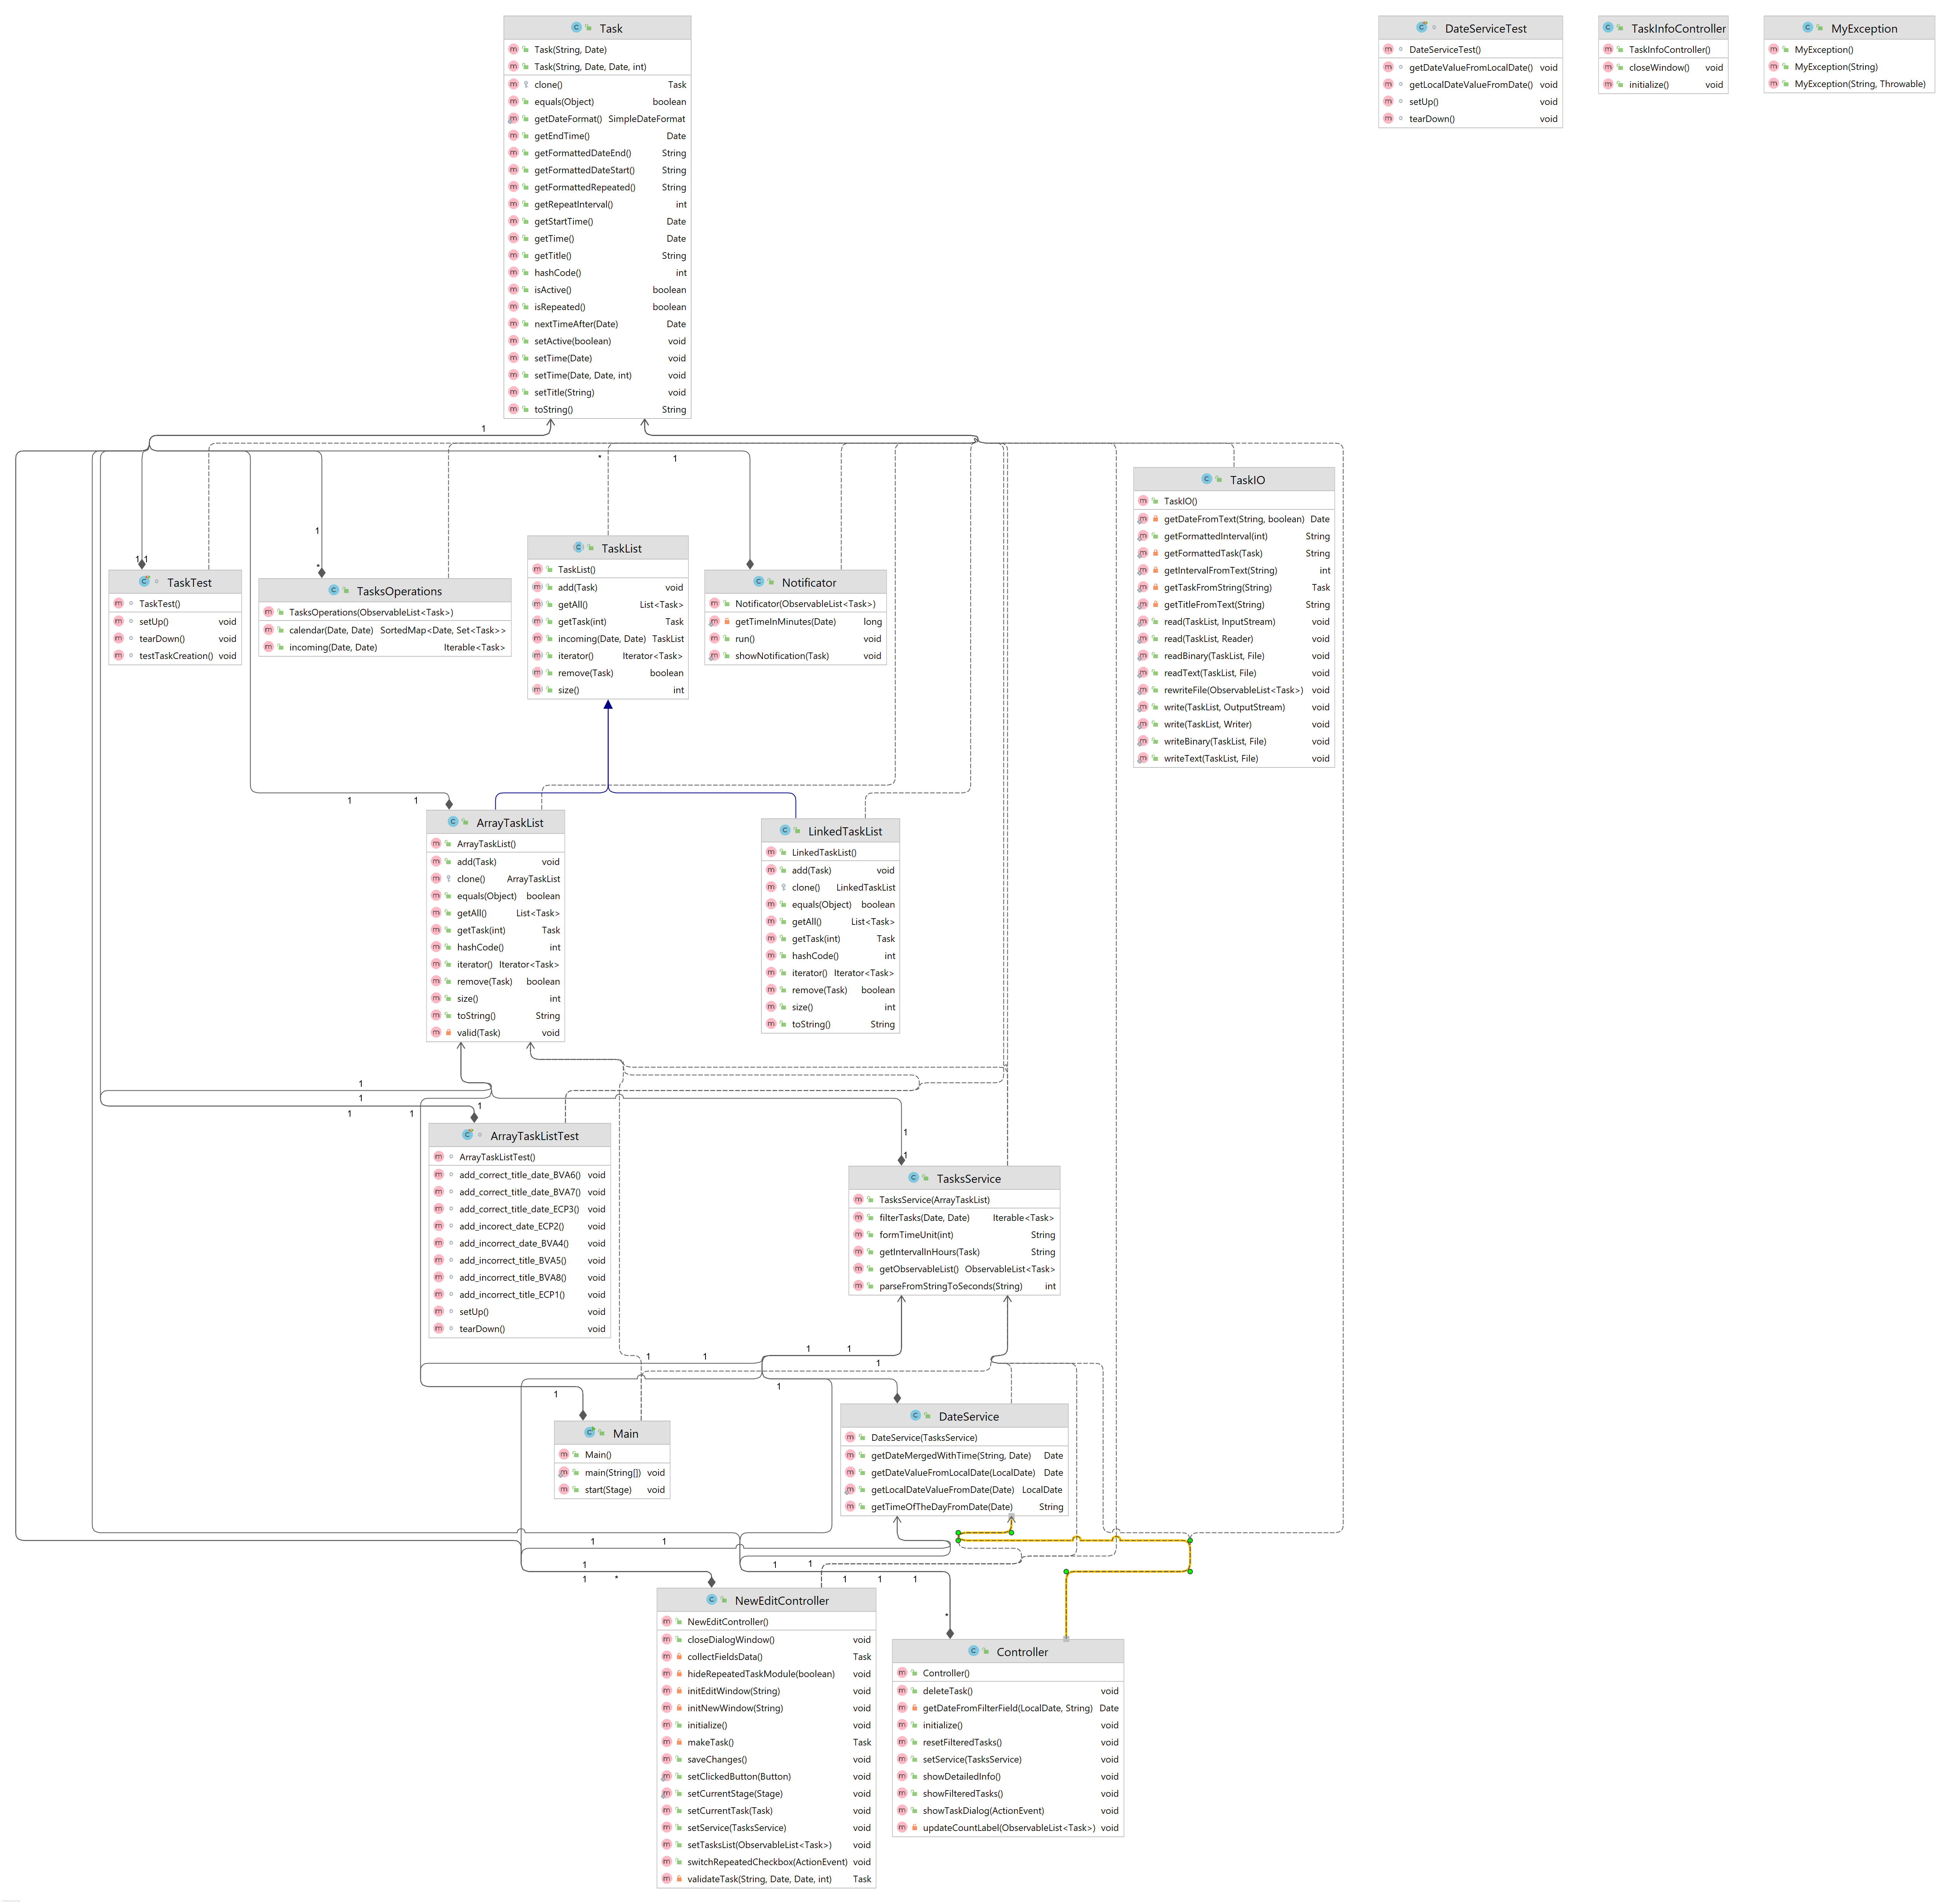 Task
Task(String, Date)
Task(String, Date, Date, int)
clone() Task
equals(Object) boolean
getDateFormat() SimpleDateFormat
getEndTime() Date
getFormattedDateEnd() String
getFormattedDateStart() String
getFormattedRepeated() String
getRepeatInterval() int
getStartTime() Date
getTime() Date
getTitle() String
hashCode() int
isActive() boolean
isRepeated() boolean
nextTimeAfter(Date) Date
setActive(boolean) void
setTime(Date) void
setTime(Date, Date, int) void
setTitle(String) void
toString() String
DateServiceTest
DateServiceTest()
getDateValueFromLocalDate() void
getLocalDateValueFromDate() void
setUp() void
tearDown() void
TaskInfoController
TaskInfoController()
closeWindow() void
initialize() void
MyException
MyException()
MyException(String)
MyException(String, Throwable)
1
* 1
1
1 1
*
TaskTest
TaskTest()
setUp() void
tearDown() void
testTaskCreation() void
TasksOperations
TasksOperations(ObservableList<Task>)
calendar(Date, Date) SortedMap<Date, Set<Task>>
incoming(Date, Date) Iterable<Task>
TaskList
TaskList()
add(Task) void
getAll() List<Task>
getTask(int) Task
incoming(Date, Date) TaskList
iterator() Iterator<Task>
remove(Task) boolean
size() int
Notificator
Notificator(ObservableList<Task>)
getTimeInMinutes(Date) long
run() void
showNotification(Task) void
TaskIO
TaskIO()
getDateFromText(String, boolean) Date
getFormattedInterval(int) String
getFormattedTask(Task) String
getIntervalFromText(String) int
getTaskFromString(String) Task
getTitleFromText(String) String
read(TaskList, InputStream) void
read(TaskList, Reader) void
readBinary(TaskList, File) void
readText(TaskList, File) void
rewriteFile(ObservableList<Task>) void
write(TaskList, OutputStream) void
write(TaskList, Writer) void
writeBinary(TaskList, File) void
writeText(TaskList, File) void
1 1
ArrayTaskList
ArrayTaskList()
add(Task) void
clone() ArrayTaskList
equals(Object) boolean
getAll() List<Task>
getTask(int) Task
hashCode() int
iterator() Iterator<Task>
remove(Task) boolean
size() int
toString() String
valid(Task) void
LinkedTaskList
LinkedTaskList()
add(Task) void
clone() LinkedTaskList
equals(Object) boolean
getAll() List<Task>
getTask(int) Task
hashCode() int
iterator() Iterator<Task>
remove(Task) boolean
size() int
toString() String
1
1
1 1 1
ArrayTaskListTest
ArrayTaskListTest()
add_correct_title_date_BVA6() void
add_correct_title_date_BVA7() void
add_correct_title_date_ECP3() void
add_incorect_date_ECP2() void
add_incorrect_date_BVA4() void
add_incorrect_title_BVA5() void
add_incorrect_title_BVA8() void
add_incorrect_title_ECP1() void
setUp() void
tearDown() void
1
1
TasksService
TasksService(ArrayTaskList)
filterTasks(Date, Date) Iterable<Task>
formTimeUnit(int) String
getIntervalInHours(Task) String
getObservableList() ObservableList<Task>
parseFromStringToSeconds(String) int
1 1 1 1
1
1 1
Main
Main()
main(String[]) void
start(Stage) void
DateService
DateService(TasksService)
getDateMergedWithTime(String, Date) Date
getDateValueFromLocalDate(LocalDate) Date
getLocalDateValueFromDate(Date) LocalDate
getTimeOfTheDayFromDate(Date) String
1 1
1 1 1
1 * 1 1 1
*
NewEditController
NewEditController()
closeDialogWindow() void
collectFieldsData() Task
hideRepeatedTaskModule(boolean) void
initEditWindow(String) void
initNewWindow(String) void
initialize() void
makeTask() Task
saveChanges() void
setClickedButton(Button) void
setCurrentStage(Stage) void
setCurrentTask(Task) void
setService(TasksService) void
setTasksList(ObservableList<Task>) void
switchRepeatedCheckbox(ActionEvent) void
validateTask(String, Date, Date, int) Task
Controller
Controller()
deleteTask() void
getDateFromFilterField(LocalDate, String) Date
initialize() void
resetFilteredTasks() void
setService(TasksService) void
showDetailedInfo() void
showFilteredTasks() void
showTaskDialog(ActionEvent) void
updateCountLabel(ObservableList<Task>) void